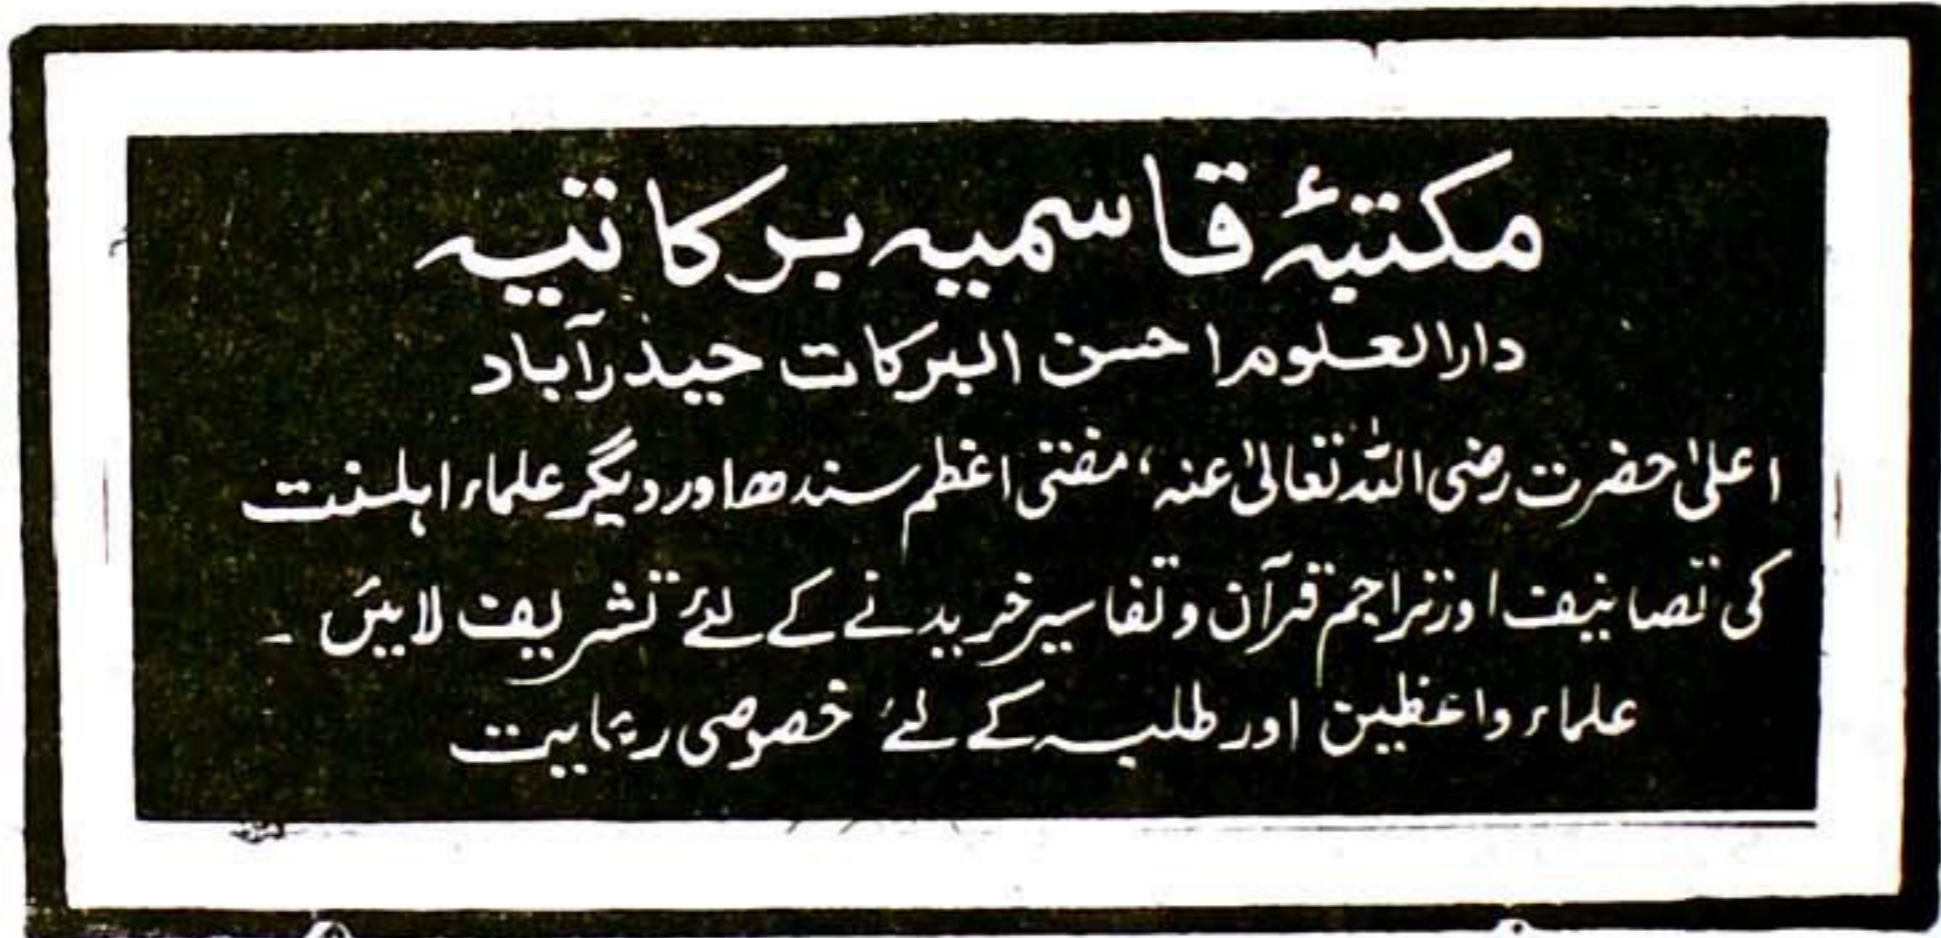 مکتبۂ قاسمیہ برکاتیہ
دارالعلوم احسن البرکات حیدرآباد
اعلیٰ حضرت رضی اللہ تعالیٰ عنہ، مفتی اعظم سندھ اور دیگر علماء اہلسنت
کی تصانیف اور تراجم قرآن و تفاسیر خریدنے کے لئے تشریف لایئں ۔
علماء واعظین اور طلبہ کے لئے خصوصی رعایت